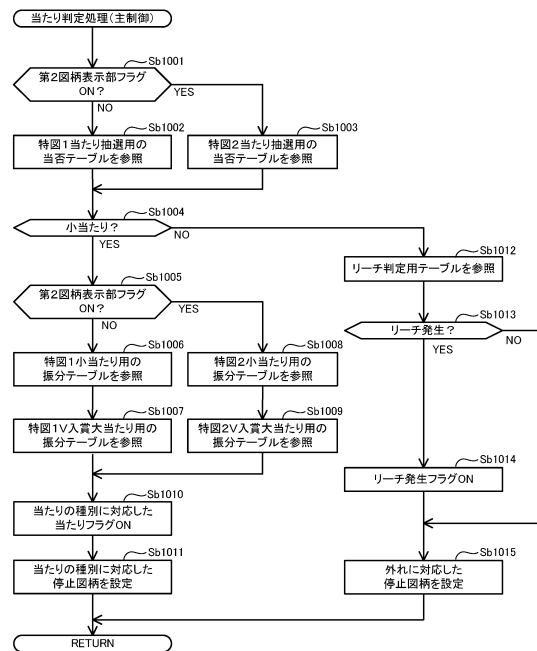 当たり判定処理(主制御)
Sb1001
第2図柄表示部フラグ
ON?
YES
NO
Sb1002
特図1当たり抽選用の
当否テーブルを参照
Sb1003
特図2当たり抽選用の
当否テーブルを参照
Sb1004
小当たり?
NO
YES
Sb1005
第2図柄表示部フラグ
ON?
YES
NO
Sb1006
特図1小当たり用の
振分テーブルを参照
Sb1008
特図2小当たり用の
振分テーブルを参照
Sb1007
特図1V入賞大当たり用の
振分テーブルを参照
Sb1009
特図2V入賞大当たり用の
振分テーブルを参照
Sb1010
当たりの種別に対応した
当たりフラグON
Sb1011
当たりの種別に対応した
停止図柄を設定
Sb1012
リーチ判定用テーブルを参照
Sb1013
リーチ発生?
NO
YES
Sb1014
リーチ発生フラグON
Sb1015
外れに対応した
停止図柄を設定
RETURN